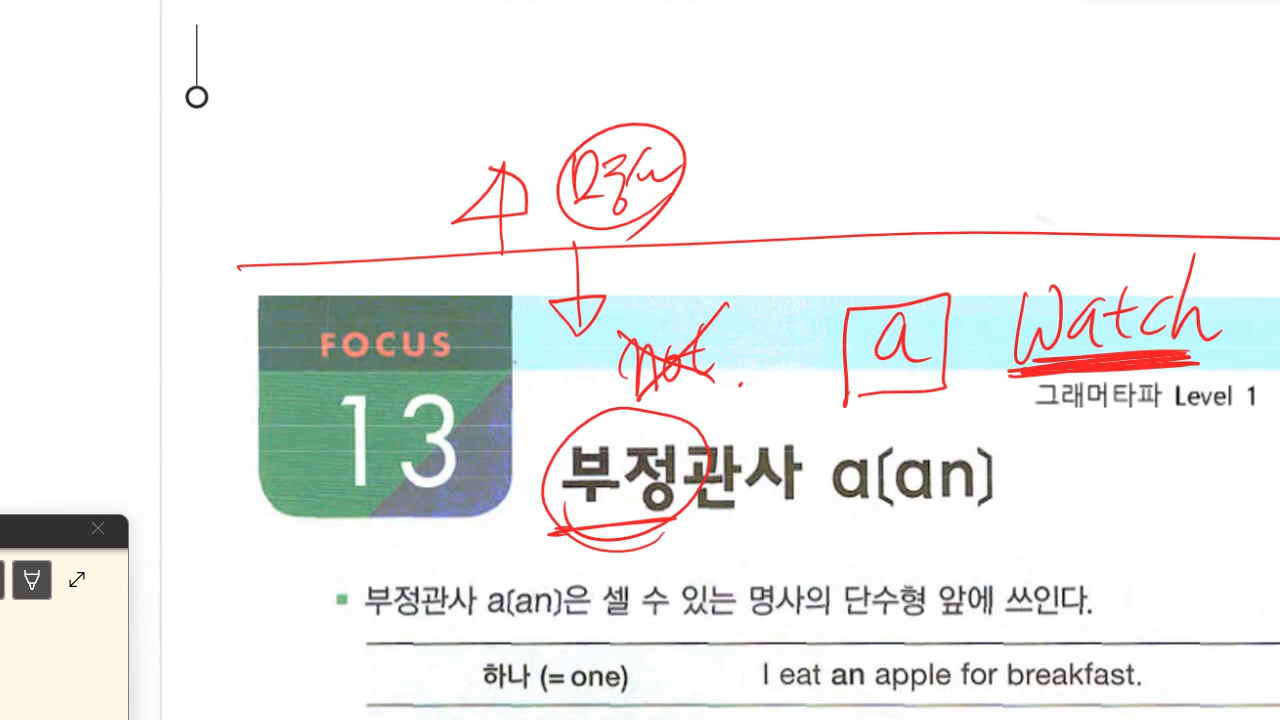 명사
not.
a Watch
FOCUS
13
그래머타파 Level 1
부정관사 a(an)
부정관사 a(an)은 셀 수 있는 명사의 단수형 앞에 쓰인다.
하나 (= one) I eat an apple for breakfast.